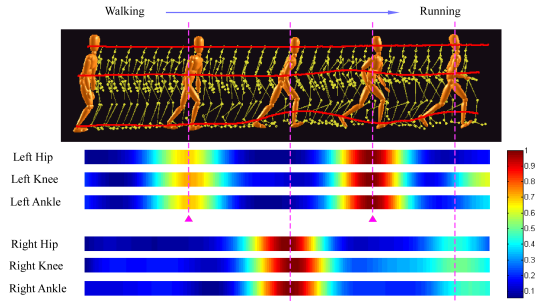 Walking
Running
Left Hip
Left Knee
Left Ankle
Right Hip
Right Knee
Right Ankle
1
0.9
0.8
0.7
0.6
0.5
0.4
0.3
0.2
0.1